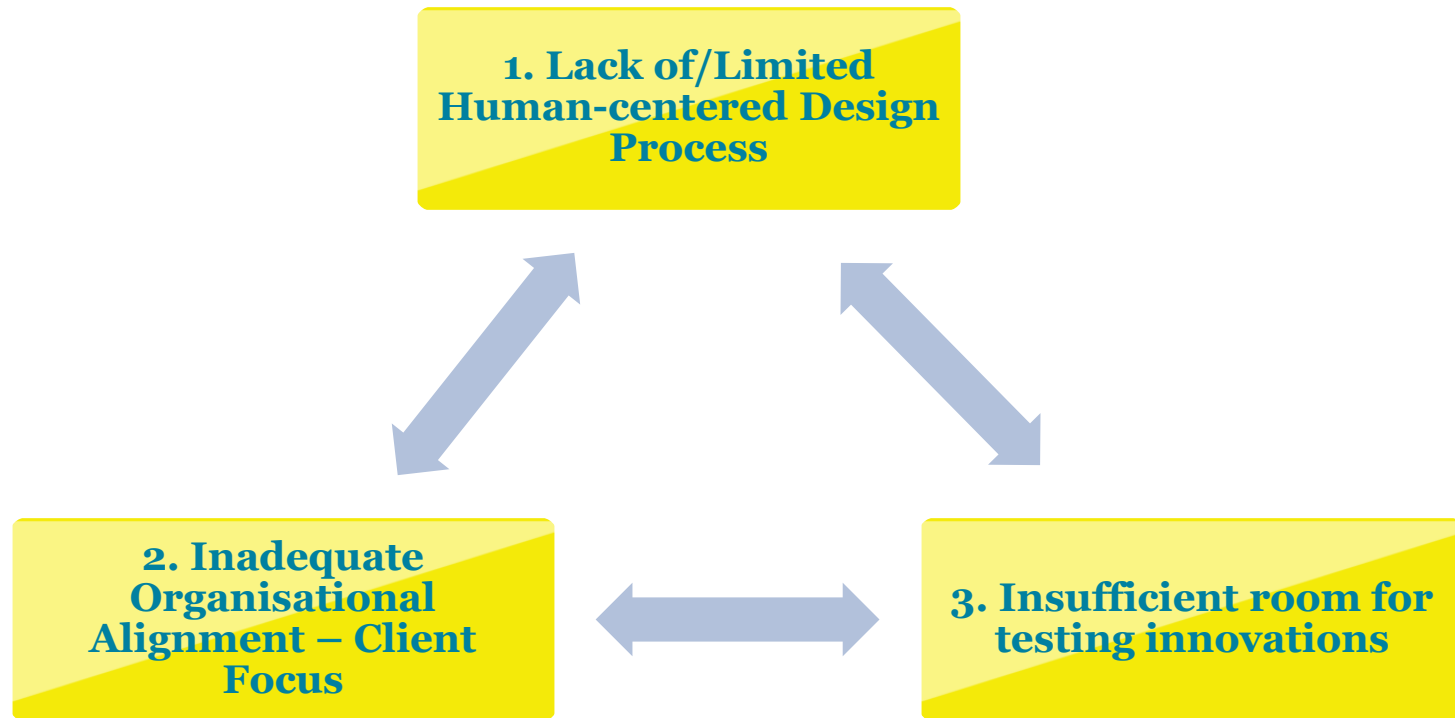 1. Lack of/Limited
Human-centered Design
Process
2. Inadequate
Organisational
Alignment – Client
Focus
3. Insufficient room for
testing innovations